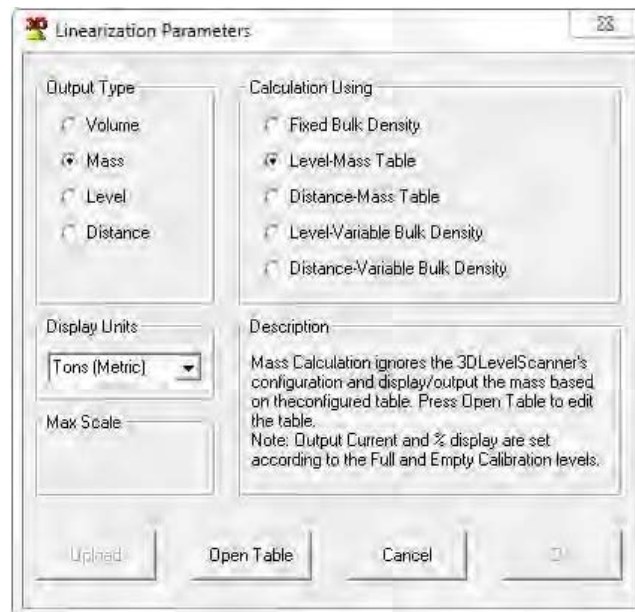 3D
Linearization Parameters
Output Type
Volume
Mass
Level
Distance
Calculation Using
Fixed Bulk Density
Level-Mass Table
Distance-Mass Table
Level-Variable Bulk Density
Distance-Variable Bulk Density
Display Units
Tons (Metric)
Max Scale
Description
Mass Calculation ignores the 3DLevelScanner's
configuration and display/output the mass based
on theconfigured table. Press Open Table to edit
the table.
Note: Output Current and % display are set
according to the Full and Empty Calibration levels.
Upload
Open Table
Cancel